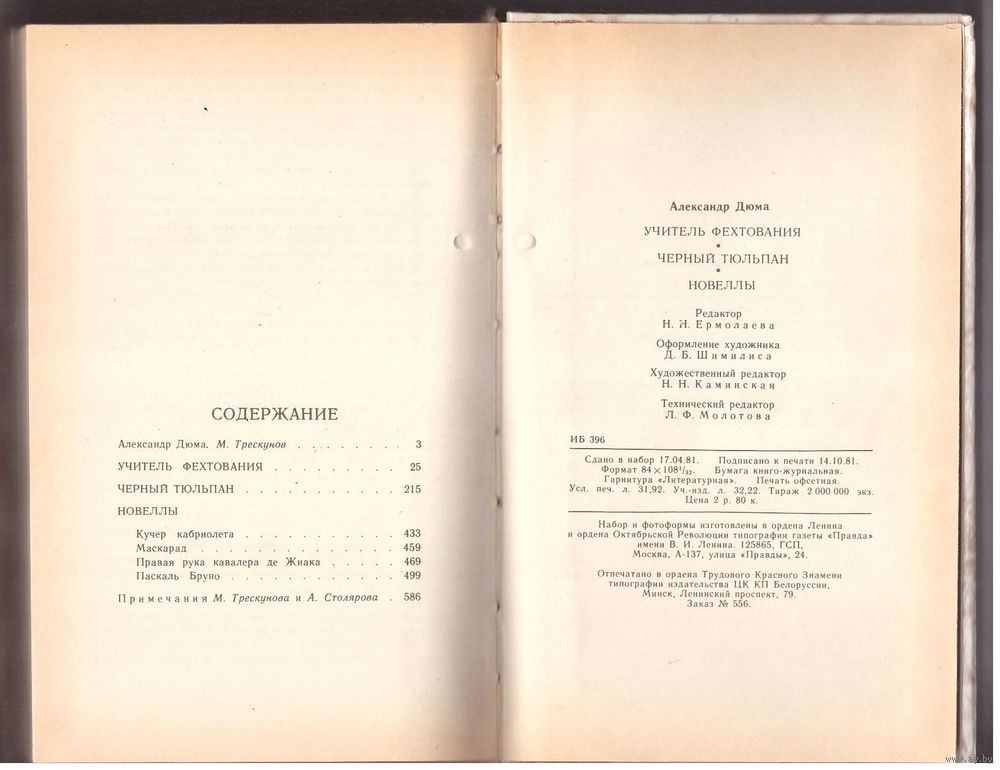 СОДЕРЖАНИЕ
Александр Дюма. М. Трескунов . . . . . . . . 3
УЧИТЕЛЬ ФЕХТОВАНИЯ . . . . . . . . . 25
ЧЕРНЫЙ ТЮЛЬПАН . . . . . . . . . . . 215
НОВЕЛЛЫ
Кучер кабриолета . . . . . . . . . . . 433
Маскарад . . . . . . . . . . . . . . 459
Правая рука кавалера де Жиака . . . . . 469
Паскаль Бруно . . . . . . . . . . . . 499
Примечания М. Трескунова и А. Столярова . 586
Александр Дюма
УЧИТЕЛЬ ФЕХТОВАНИЯ
•
ЧЕРНЫЙ ТЮЛЬПАН
•
НОВЕЛЛЫ
Редактор
Н. Н. Ермолаева
Оформление художника
Д. Б. Шимилиса
Художественный редактор
Н. Н. Каминская
Технический редактор
Л. Ф. Молотова
ИБ 396
Сдано в набор 17.04.81. Подписано к печати 14.10.81.
Формат 84×108¹/₃₂. Бумага книго-журнальная.
Гарнитура «Литературная». Печать офсетная.
Усл. печ. л. 31,92. Уч.-изд. л. 32,22. Тираж 2 000 000 экз.
Цена 2 р. 80 к.
Набор и фотоформы изготовлены в ордена Ленина
и ордена Октябрьской Революции типографии газеты «Правда»
имени В. И. Ленина. 125865, ГСП,
Москва, А-137, улица «Правды», 24.
Отпечатано в ордена Трудового Красного Знамени
типографии издательства ЦК КП Белоруссии,
Минск, Ленинский проспект, 79.
Заказ № 556.
www.ay.by